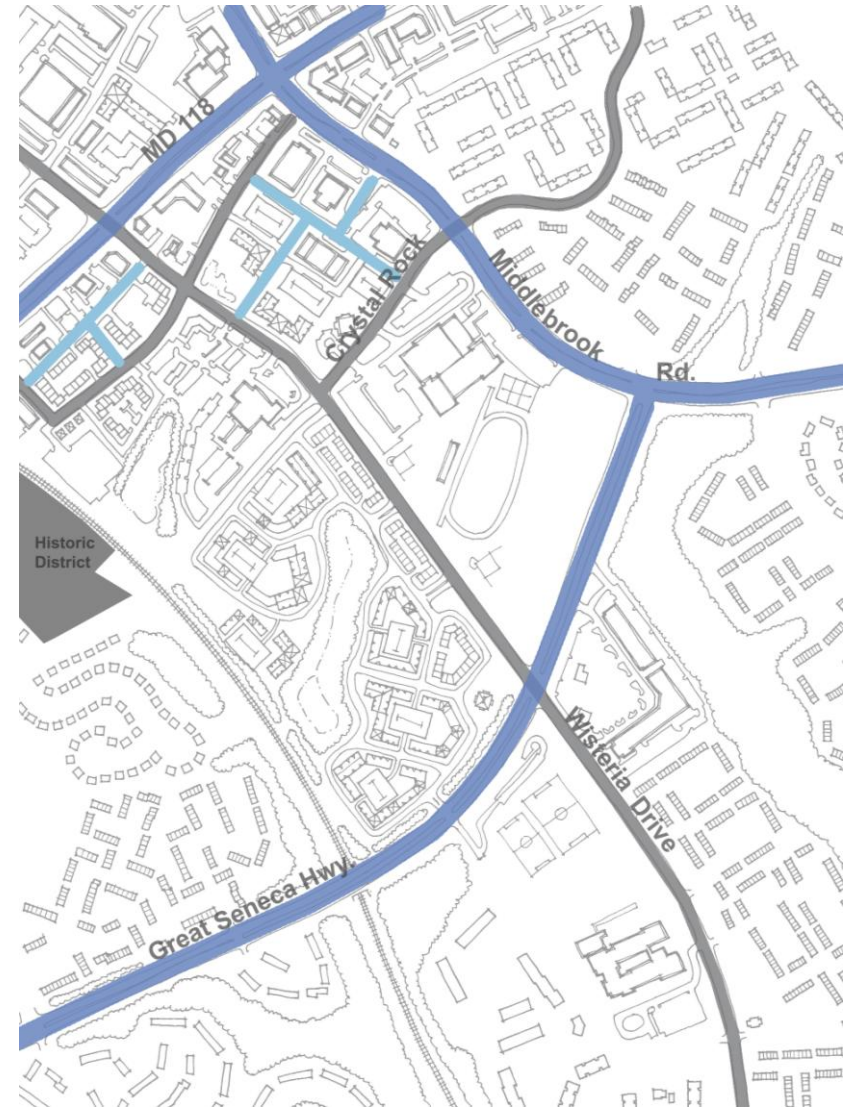 MD 118
Crystal Rock
Middlebrook
Rd.
Historic
District
Wisteria Drive
Great Seneca Hwy.